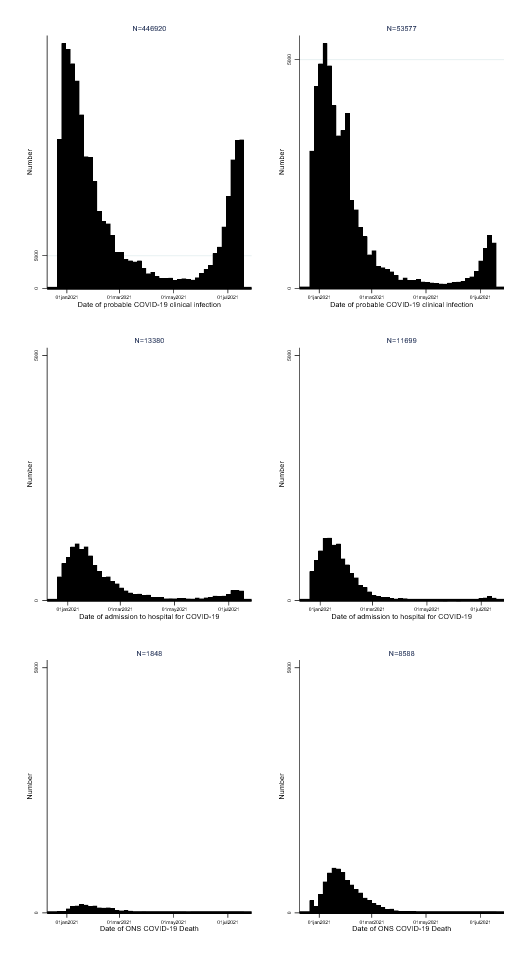 N=446920
Number
5000
0
01jan2021 01mar2021 01may2021 01jul2021
Date of probable COVID-19 clinical infection
N=53577
Number
5000
0
01jan2021 01mar2021 01may2021 01jul2021
Date of probable COVID-19 clinical infection
N=13380
Number
5000
0
01jan2021 01mar2021 01may2021 01jul2021
Date of admission to hospital for COVID-19
N=11699
Number
5000
0
01jan2021 01mar2021 01may2021 01jul2021
Date of admission to hospital for COVID-19
N=1848
Number
5000
0
01jan2021 01mar2021 01may2021 01jul2021
Date of ONS COVID-19 Death
N=8588
Number
5000
0
01jan2021 01mar2021 01may2021 01jul2021
Date of ONS COVID-19 Death